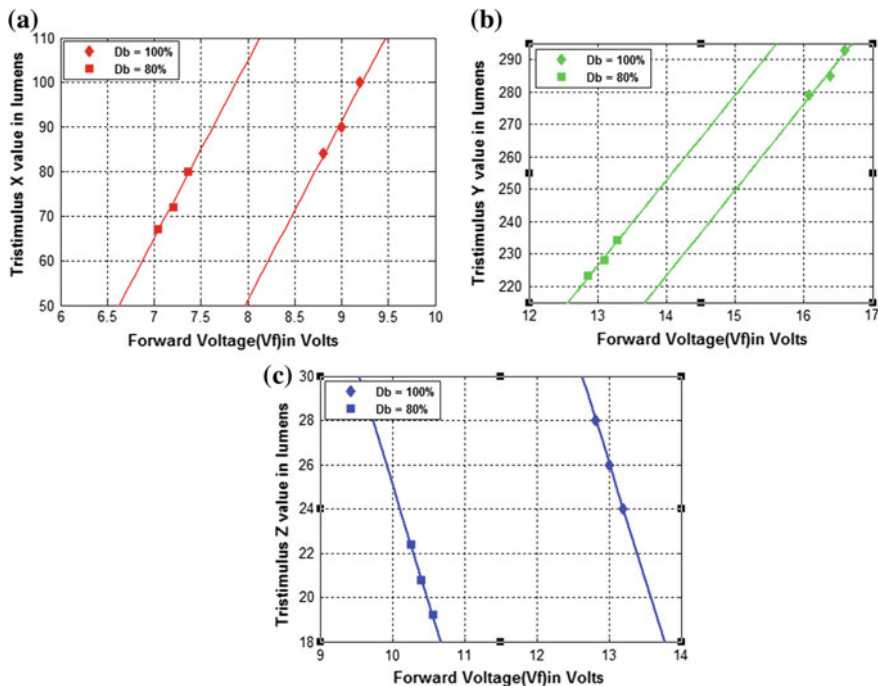 (a)
110
100
90
80
70
60
50
Tristimulus X value in lumens
Db = 100%
Db = 80%
6 6.5 7 7.5 8 8.5 9 9.5 10
Forward Voltage(Vf)in Volts
(b)
290
280
270
260
250
240
230
220
Tristimulus Y value in lumens
Db = 100%
Db = 80%
12 13 14 15 16 17
Forward Voltage(Vf)in Volts
(c)
30
28
26
24
22
20
18
Tristimulus Z value in lumens
Db = 100%
Db = 80%
9 10 11 12 13 14
Forward Voltage(Vf)in Volts